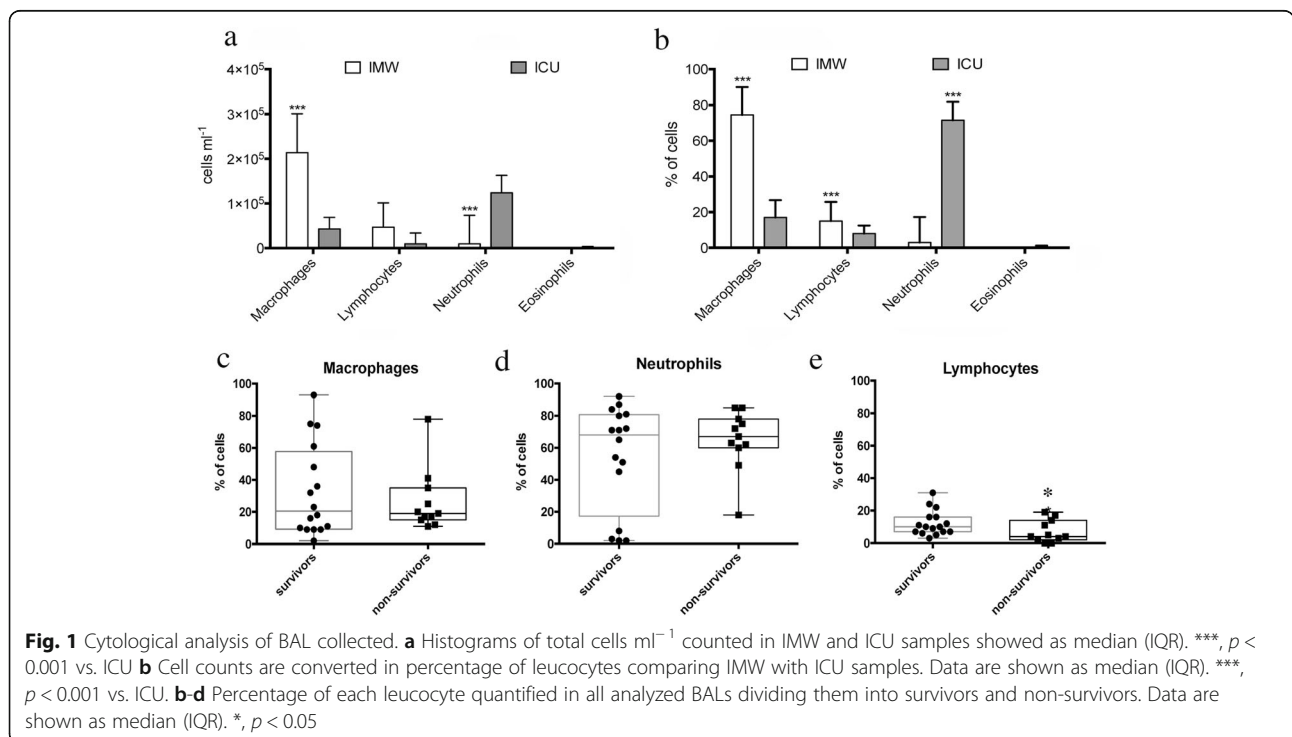 a
b
IMW ICU
IMW ICU
4×10⁵
3×10⁵
2×10⁵
1×10⁵
0
cells ml⁻¹
***
***
Macrophages
Lymphocytes
Neutrophils
Eosinophils
100
80
60
40
20
0
% of cells
***
***
***
Macrophages
Lymphocytes
Neutrophils
Eosinophils
c
Macrophages
100
80
60
40
20
0
% of cells
survivors
non-survivors
d
Neutrophils
100
80
60
40
20
0
% of cells
survivors
non-survivors
e
Lymphocytes
100
80
60
40
20
0
% of cells
*
survivors
non-survivors
Fig. 1 Cytological analysis of BAL collected. a Histograms of total cells ml⁻¹ counted in IMW and ICU samples showed as median (IQR). ***, p <
0.001 vs. ICU b Cell counts are converted in percentage of leucocytes comparing IMW with ICU samples. Data are shown as median (IQR). ***,
p < 0.001 vs. ICU. b-d Percentage of each leucocyte quantified in all analyzed BALs dividing them into survivors and non-survivors. Data are
shown as median (IQR). *, p < 0.05